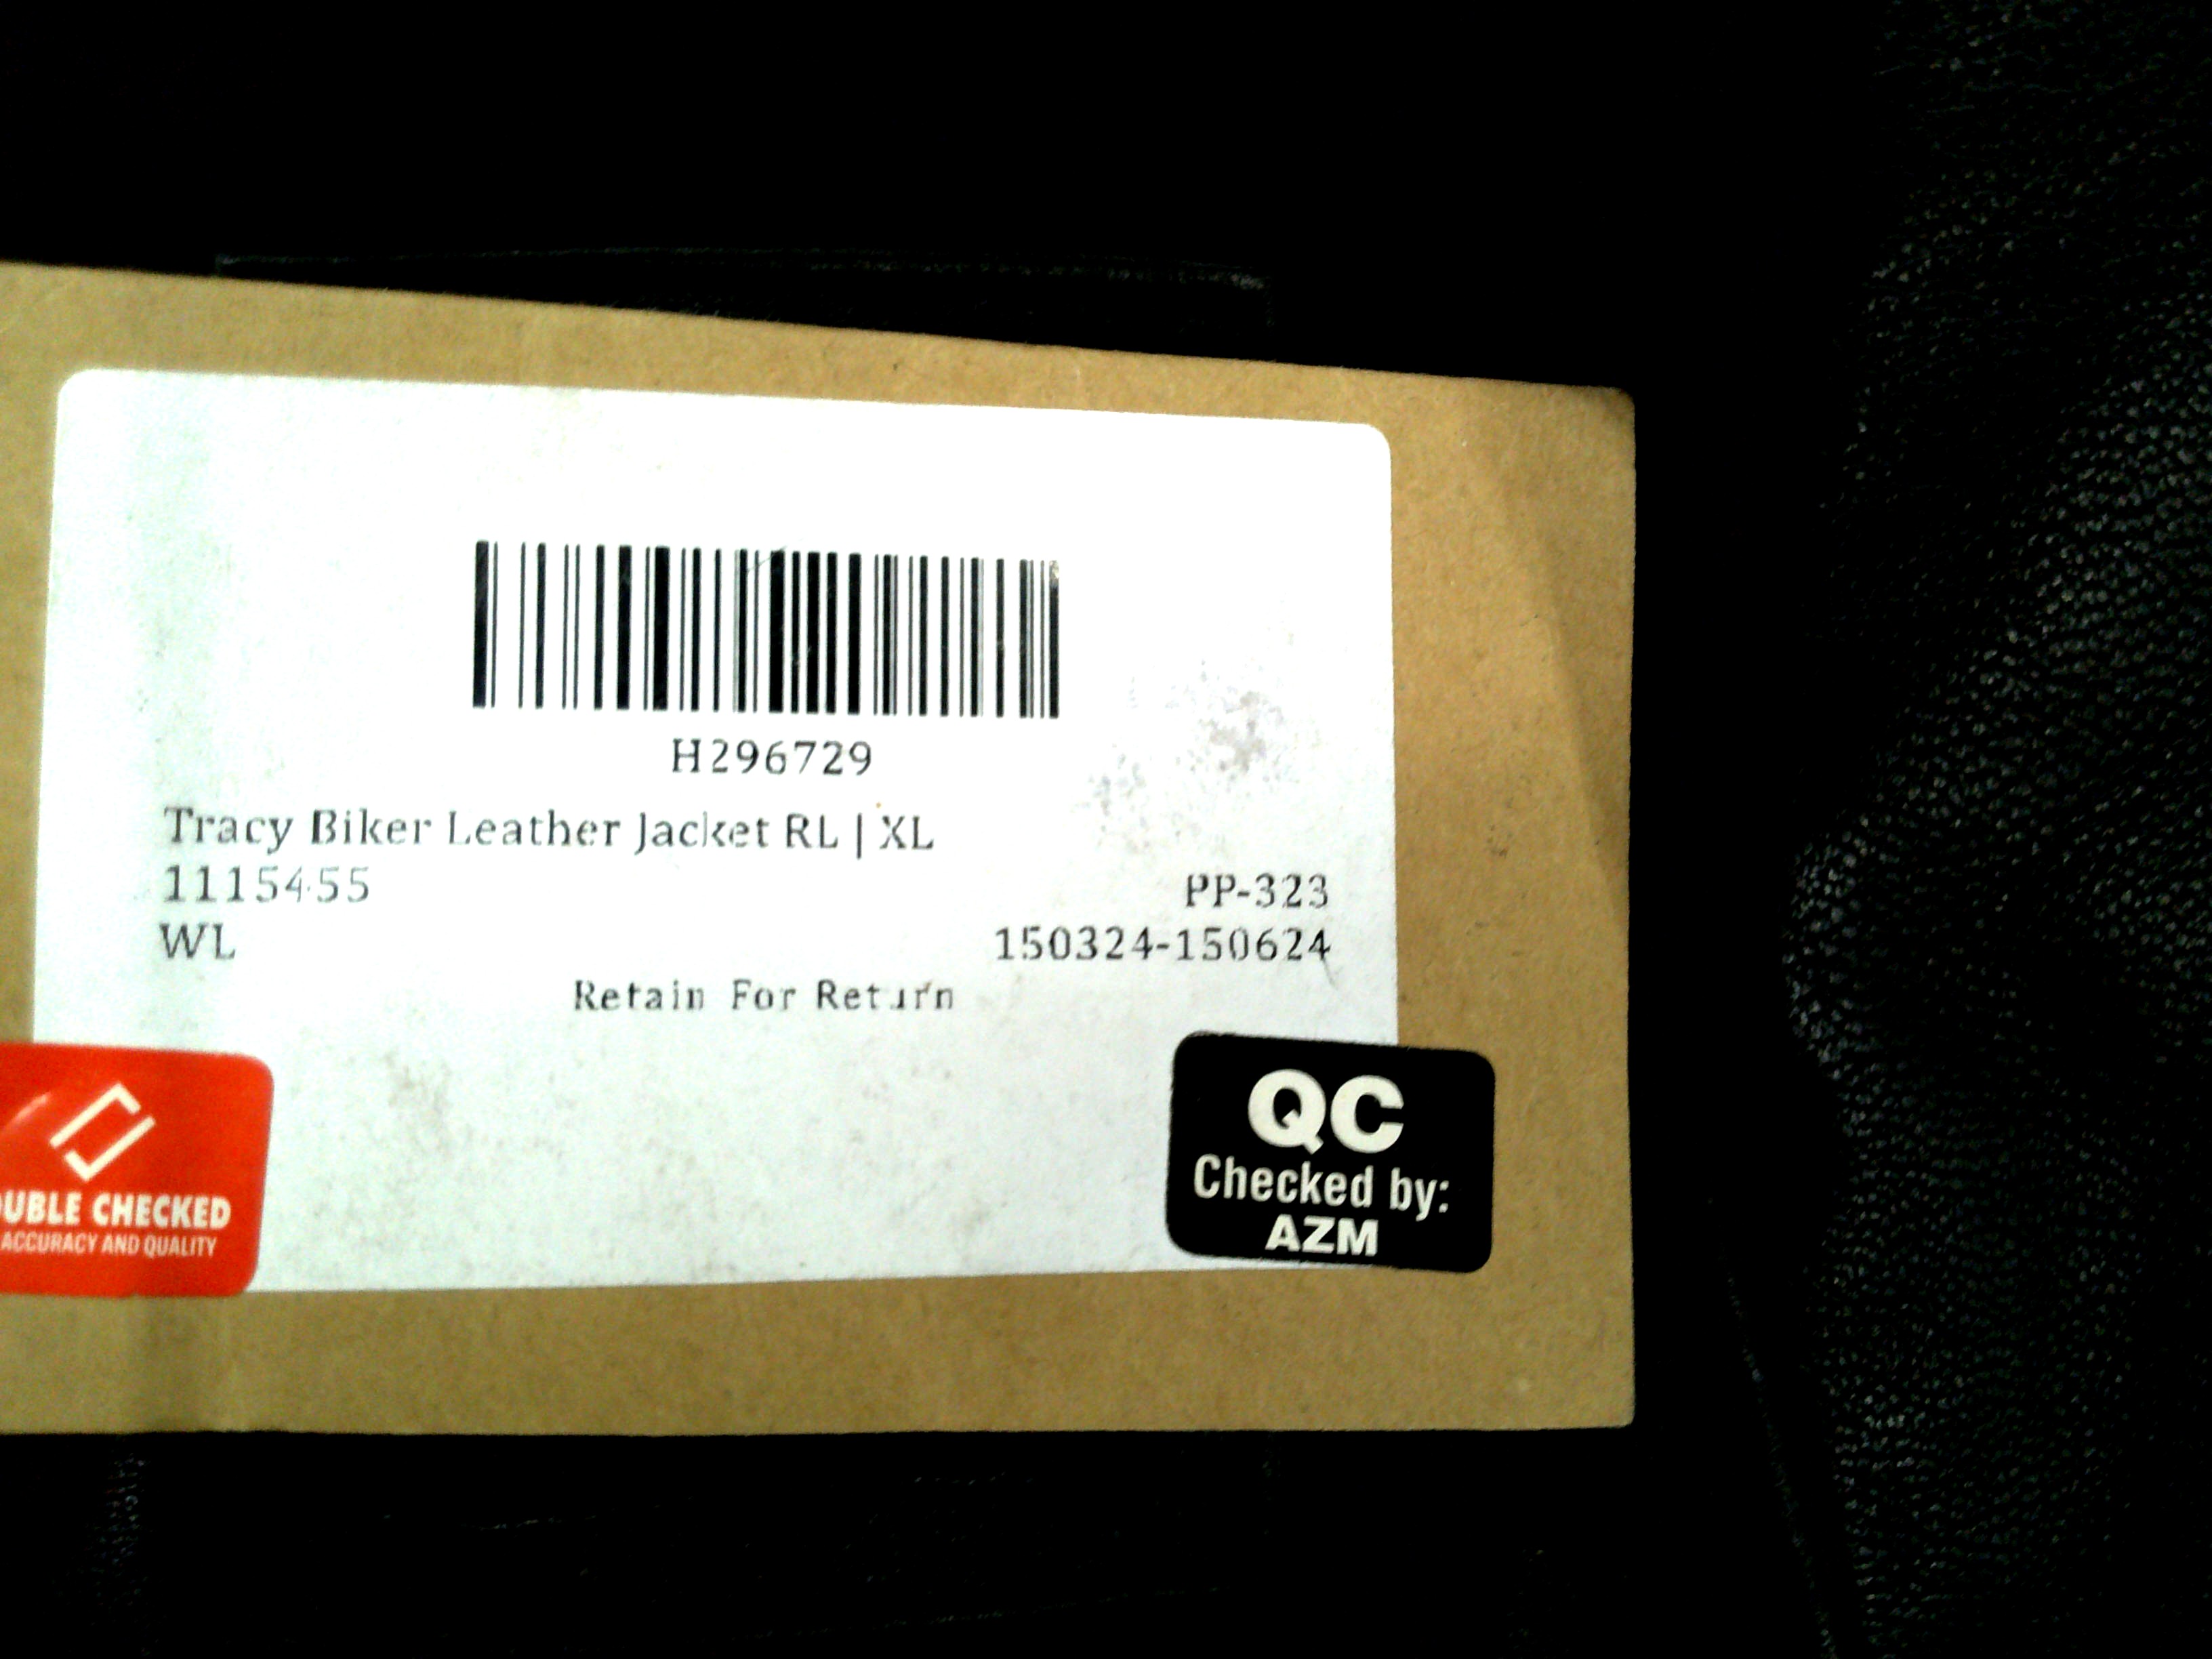 H296729
Tracy Biker Leather Jacket RL | XL
1115455
PP-323
WL
150324-150624
Retain For Return
CHECKED
ACCURACY AND QUALITY
QC
Checked by:
AZM